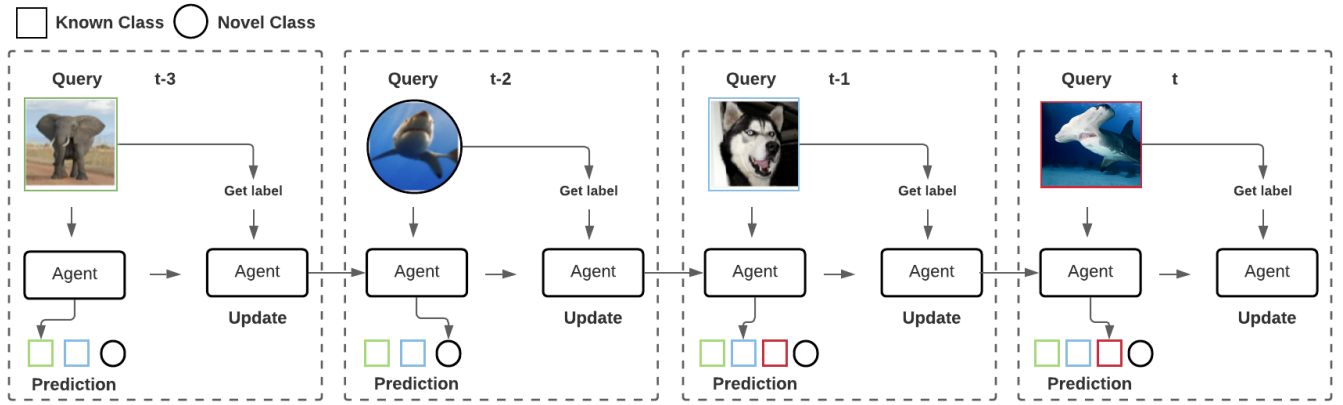 Known Class Novel Class
Query t-3
Query t-2
Query t-1
Query t
Get label
Get label
Get label
Get label
Agent Agent
Agent Agent
Agent Agent
Agent Agent
Update
Update
Update
Update
Prediction
Prediction
Prediction
Prediction